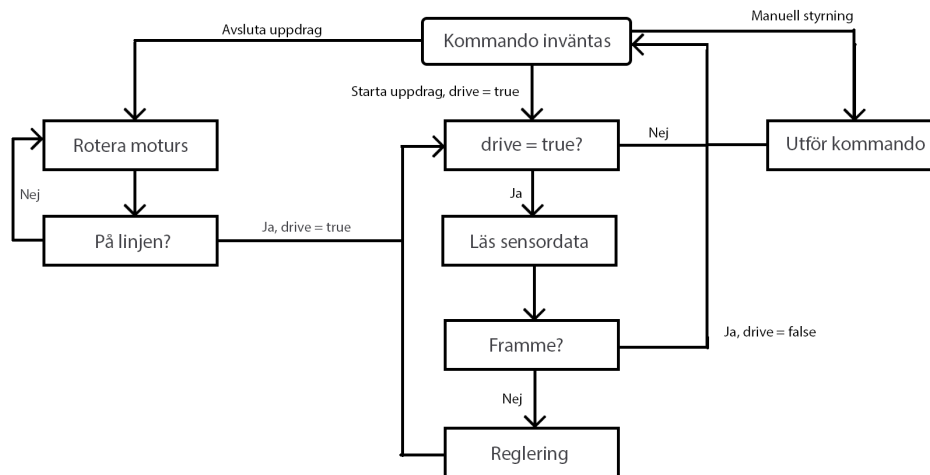 Manuell styrning
Avsluta uppdrag
Kommando inväntas
Starta uppdrag, drive = true
Rotera moturs
drive = true?
Nej
Utför kommando
Nej
Ja
På linjen?
Ja, drive = true
Läs sensordata
Framme?
Ja, drive = false
Nej
Reglering